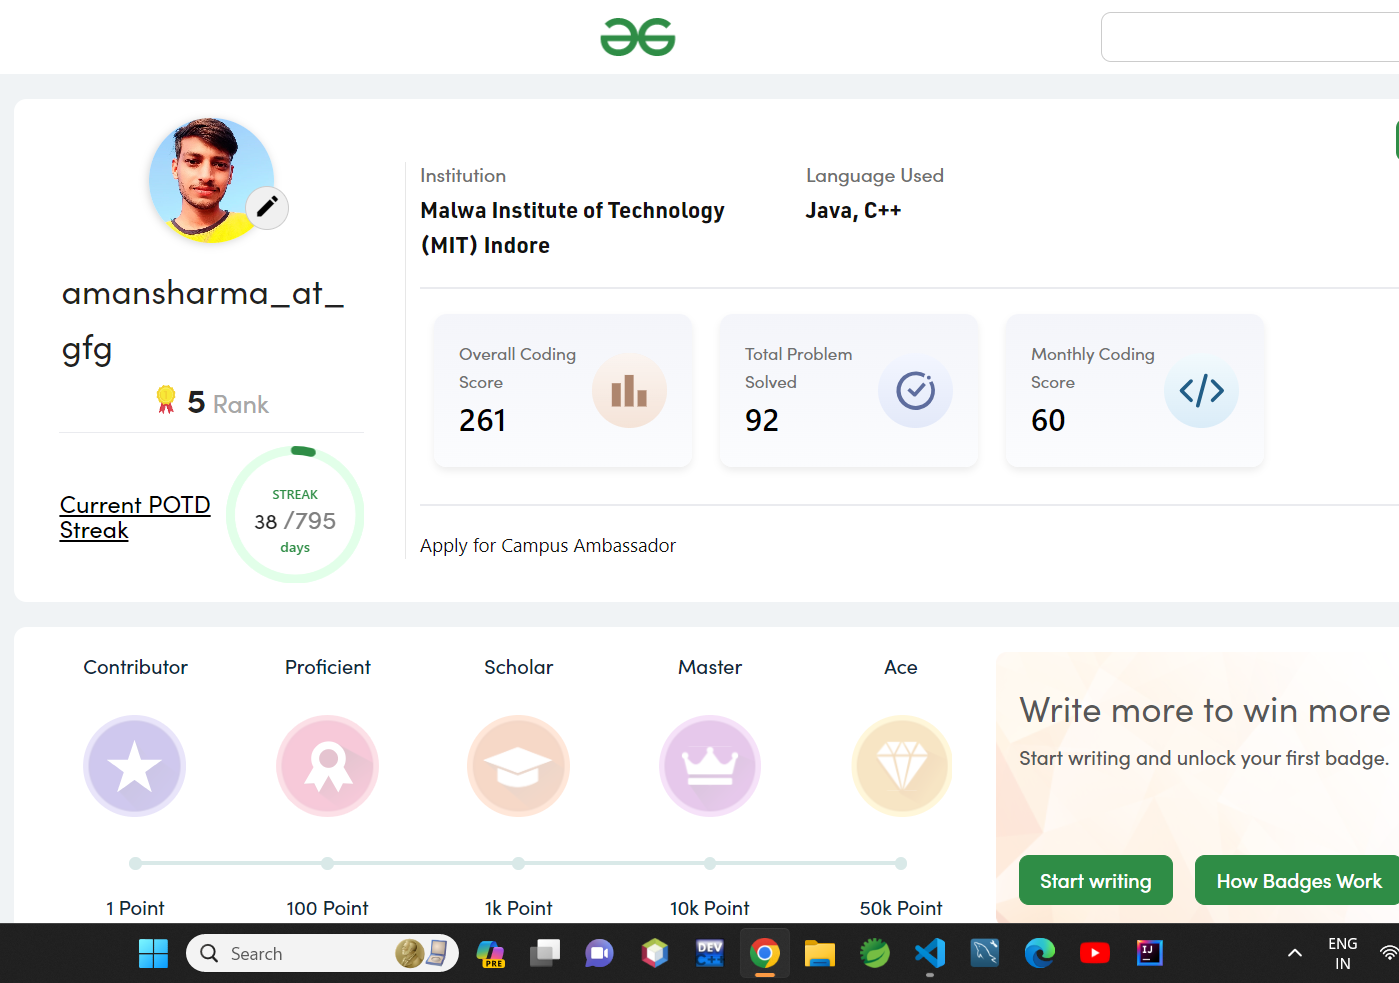 amansharma_at_
gfg
5 Rank
Current POTD
Streak
STREAK
38 /795
days
Institution
Malwa Institute of Technology
(MIT) Indore
Language Used
Java, C++
Overall Coding
Score
261
Total Problem
Solved
92
Monthly Coding
Score
60
Apply for Campus Ambassador
Contributor
Proficient
Scholar
Master
Ace
1 Point
100 Point
1k Point
10k Point
50k Point
Write more to win more
Start writing and unlock your first badge.
Start writing
How Badges Work
Search
PRE
DEV
C++
IJ
ENG
IN